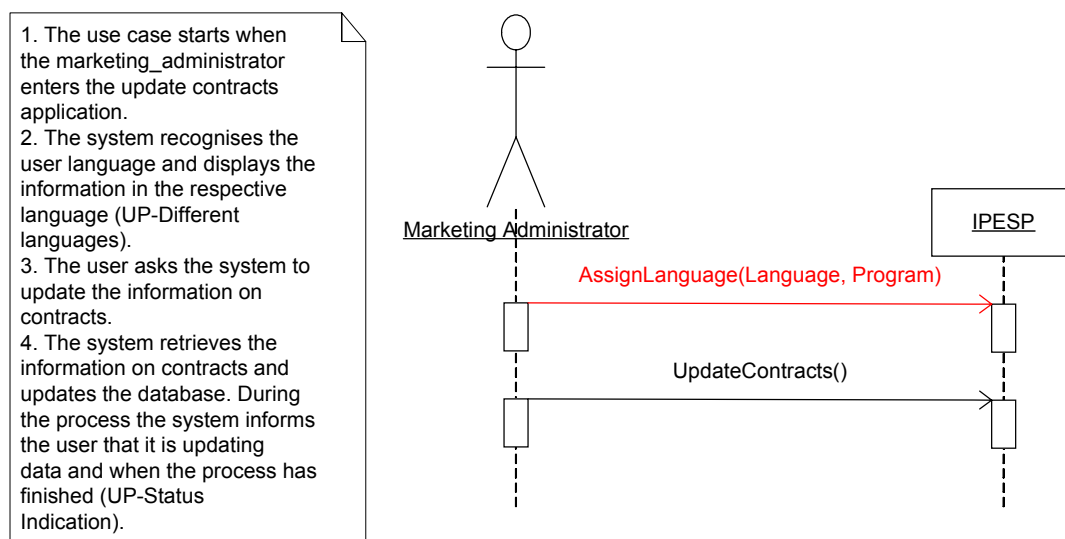 1. The use case starts when
the marketing_administrator
enters the update contracts
application.
2. The system recognises the
user language and displays the
information in the respective
language (UP-Different
languages).
3. The user asks the system to
update the information on
contracts.
4. The system retrieves the
information on contracts and
updates the database. During
the process the system informs
the user that it is updating
data and when the process has
finished (UP-Status
Indication).
Marketing Administrator
IPESP
AssignLanguage(Language, Program)
UpdateContracts()